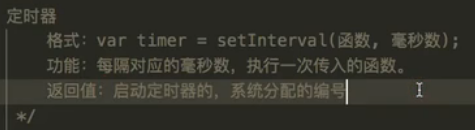 定时器
格式：var timer = setInterval(函数, 毫秒数);
功能：每隔对应的毫秒数，执行一次传入的函数。
返回值：启动定时器的，系统分配的编号
*/